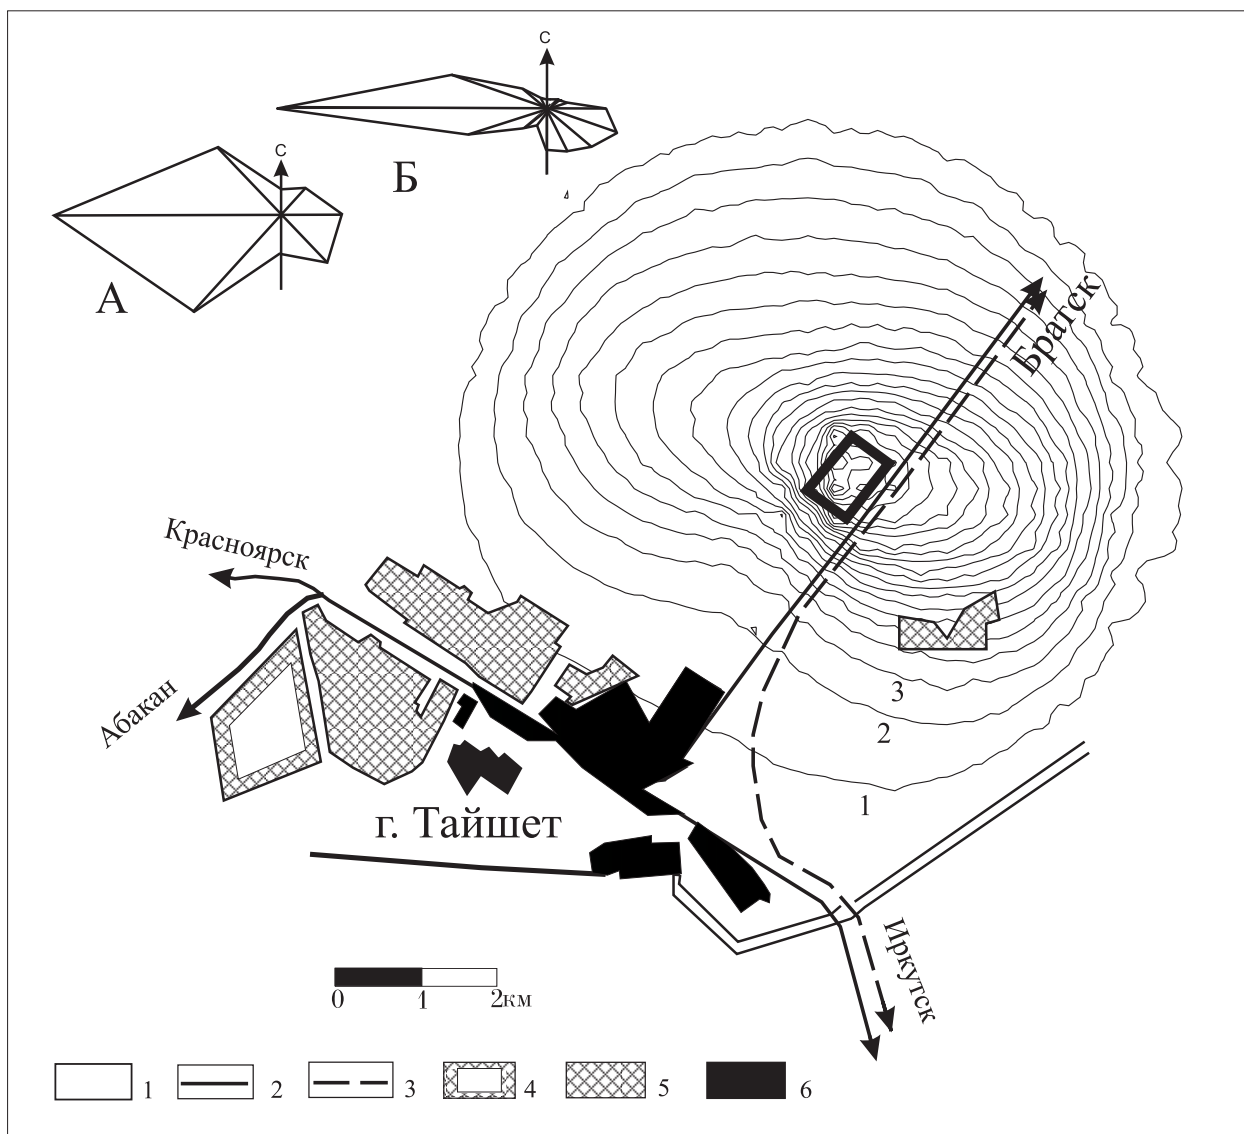 С
С
Б
А
Братск
Красноярск
Абакан
3
2
1
г. Тайшет
Иркутск
0 1 2км
1 2 3 4 5 6